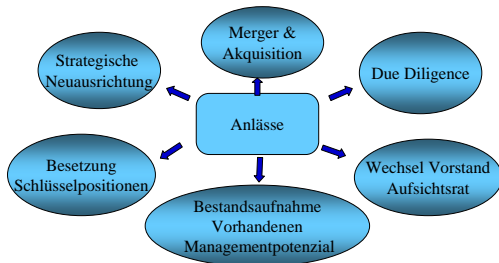 Merger &
Akquisition
Strategische
Neuausrichtung
Due Diligence
Anlässe
Besetzung
Schlüsselpositionen
Wechsel Vorstand
Aufsichtsrat
Bestandsaufnahme
Vorhandenen
Managementpotenzial